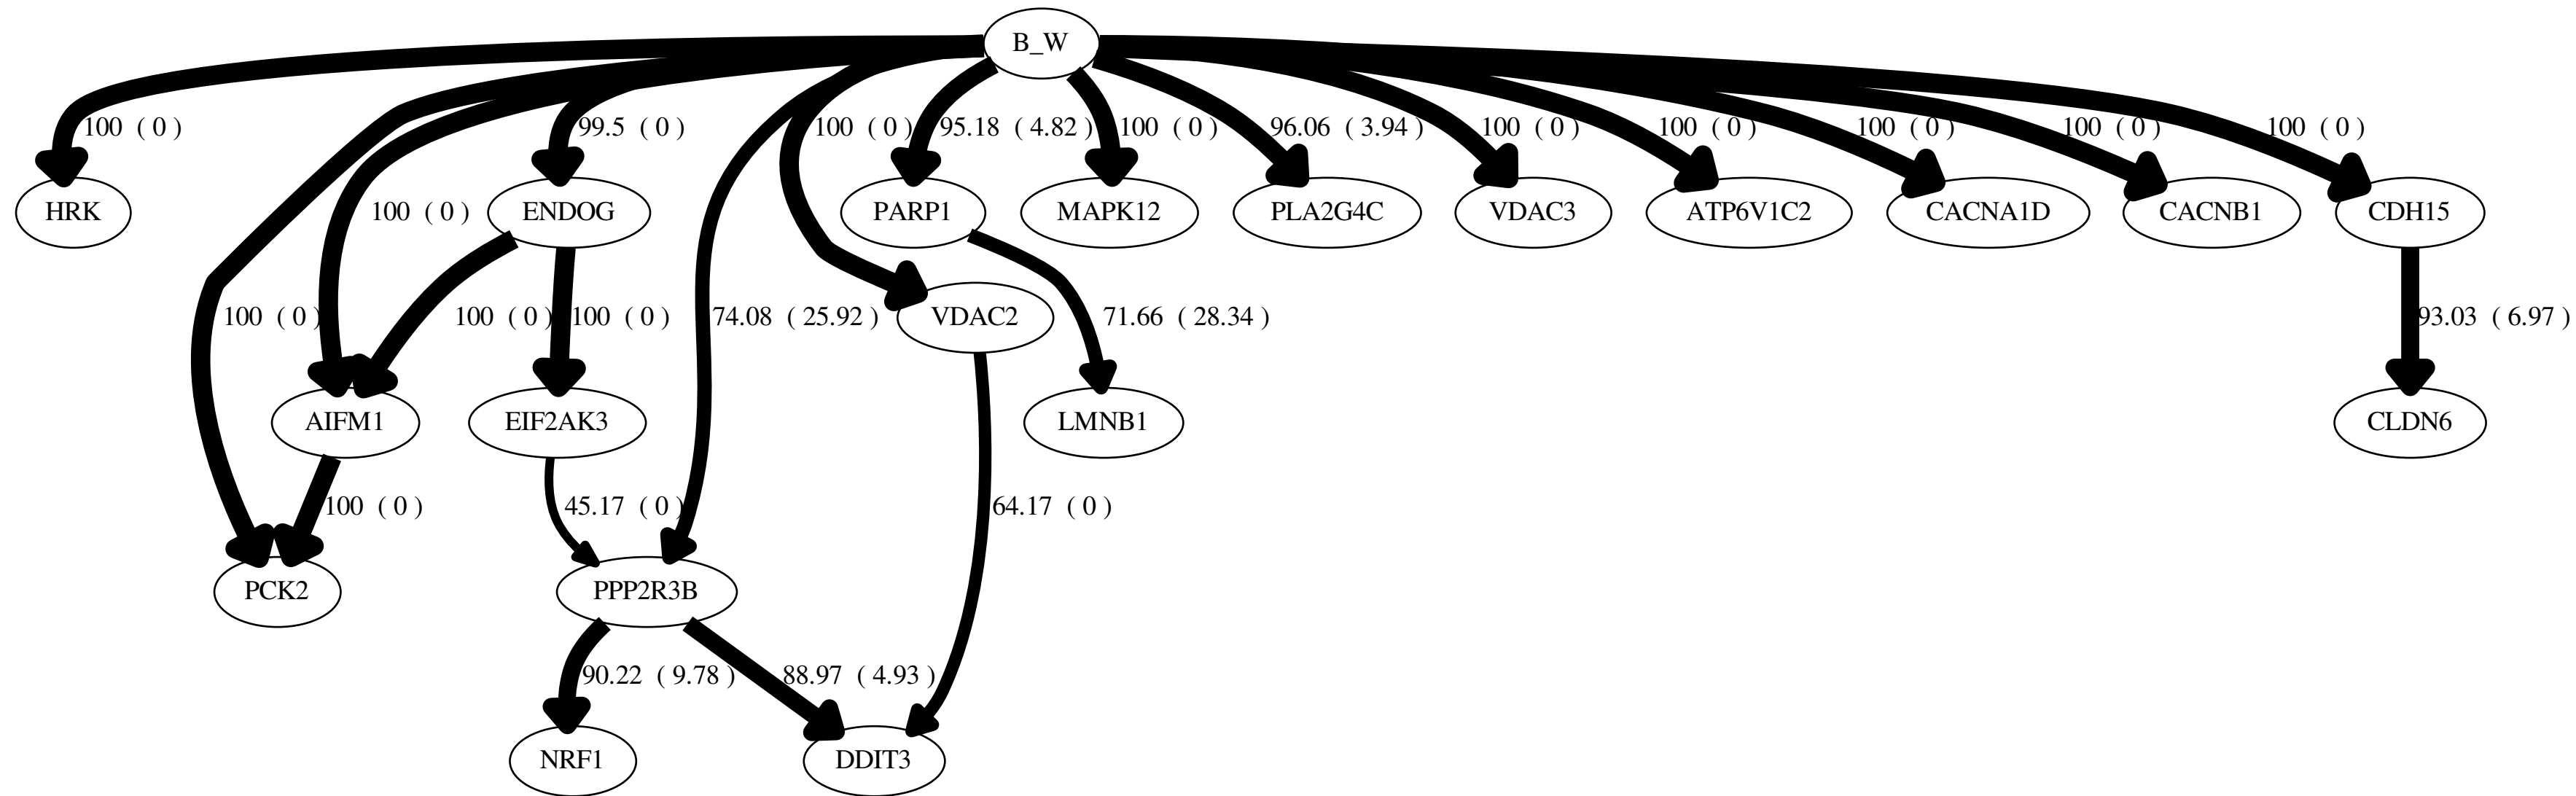 B_W
100 ( 0 )
99.5 ( 0 )
100 ( 0 )
95.18 ( 4.82 )
100 ( 0 )
96.06 ( 3.94 )
100 ( 0 )
100 ( 0 )
100 ( 0 )
100 ( 0 )
100 ( 0 )
HRK
100 ( 0 )
ENDOG
PARP1
MAPK12
PLA2G4C
VDAC3
ATP6V1C2
CACNA1D
CACNB1
CDH15
100 ( 0 )
100 ( 0 )
100 ( 0 )
74.08 ( 25.92 )
VDAC2
71.66 ( 28.34 )
93.03 ( 6.97 )
AIFM1
EIF2AK3
LMNB1
CLDN6
100 ( 0 )
45.17 ( 0 )
64.17 ( 0 )
PCK2
PPP2R3B
90.22 ( 9.78 )
88.97 ( 4.93 )
NRF1
DDIT3